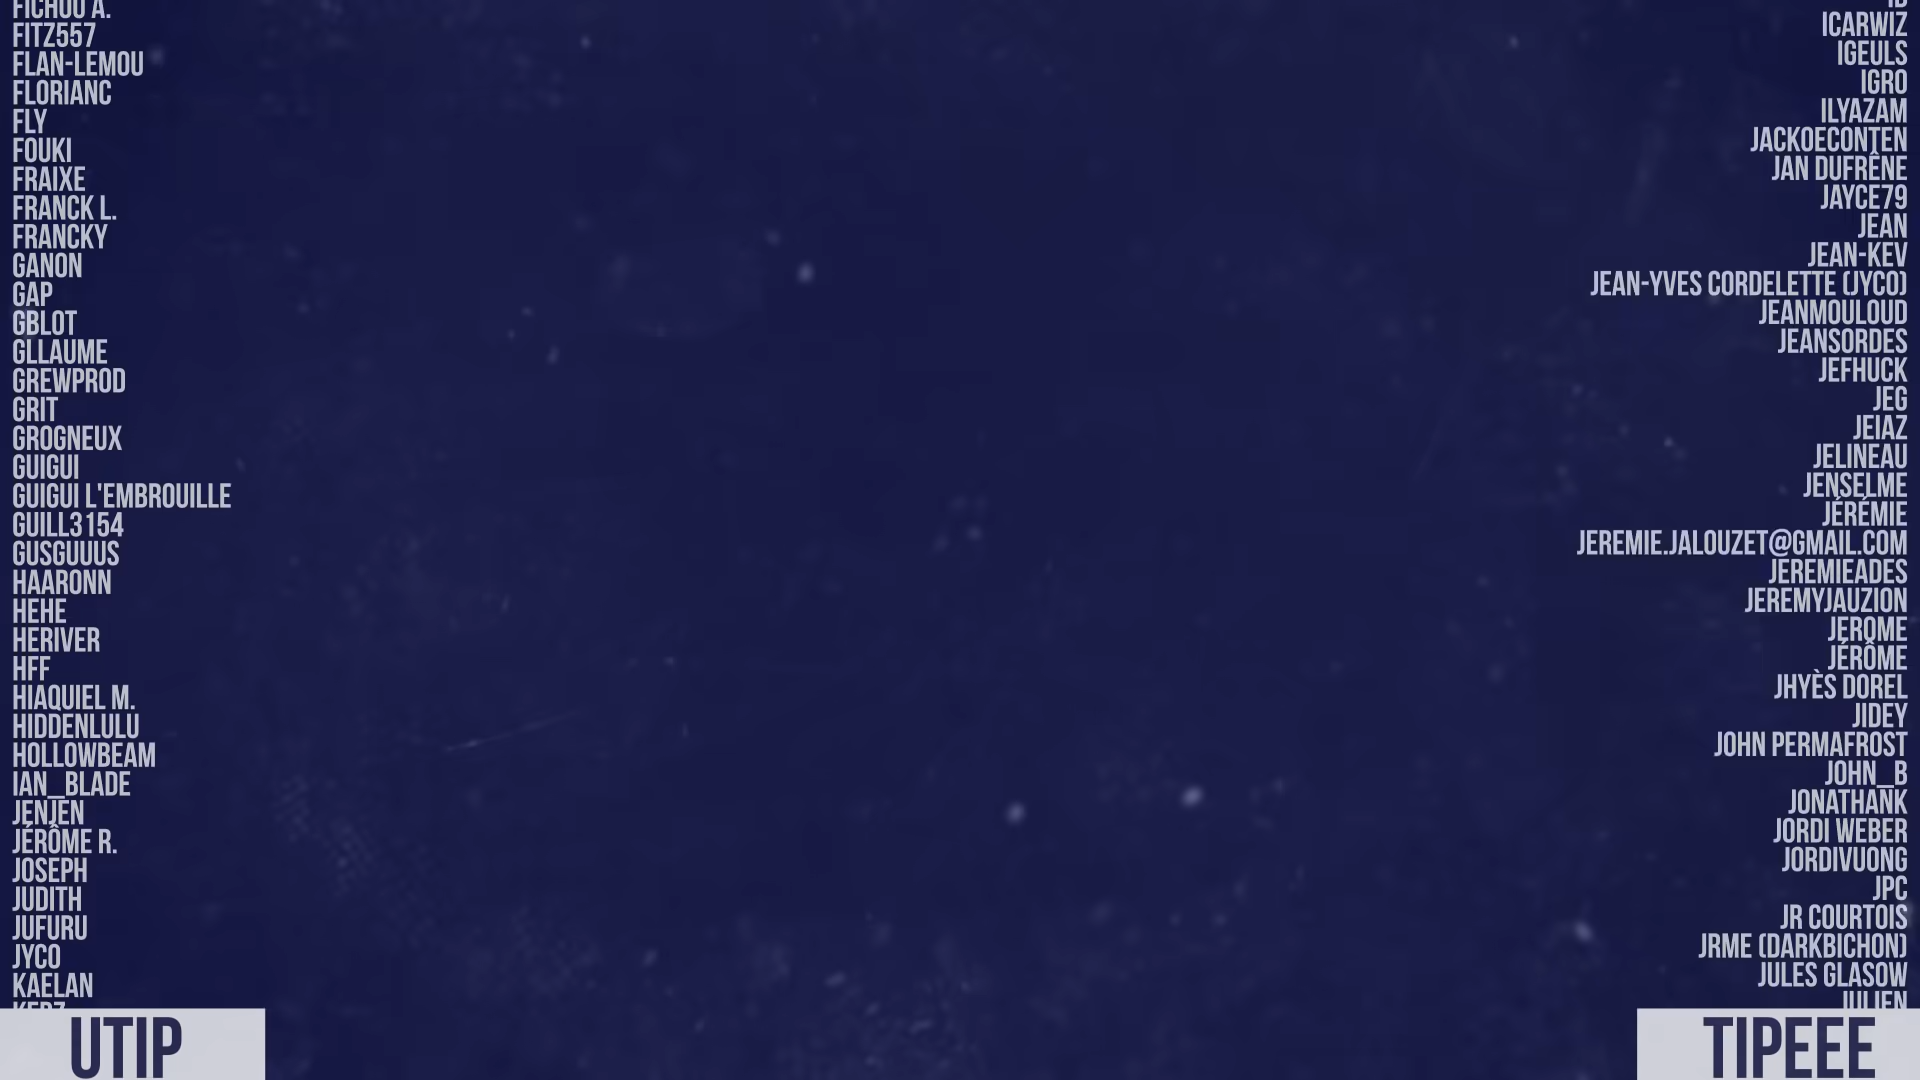 FICHOU A.
FITZ557
FLAN-LEMOU
FLORIANC
FLY
FOUKI
FRAIXE
FRANCK L.
FRANCKY
GANON
GAP
GBLOT
GLLAUME
GREWPROD
GRIT
GROGNEUX
GUIGUI
GUIGUI L'EMBROUILLE
GUILL3154
GUSGUUUS
HAARONN
HEHE
HERIVER
HFF
HIAQUIEL M.
HIDDENLULU
HOLLOWBEAM
IAN_BLADE
JENJEN
JÉRÔME R.
JOSEPH
JUDITH
JUFURU
JYCO
KAELAN
UTIP
ICARWIZ
IGEULS
IGRO
ILYAZAM
JACKOECONTEN
JAN DUFRÊNE
JAYCE79
JEAN
JEAN-KEV
JEAN-YVES CORDELETTE (JYCO)
JEANMOULOUD
JEANSORDES
JEFHUCK
JEG
JEIAZ
JELINEAU
JENSELME
JÉRÉMIE
JEREMIE.JALOUZET@GMAIL.COM
JEREMIEADES
JEREMYJAUZION
JEROME
JÉRÔME
JHYÈS DOREL
JIDEY
JOHN PERMAFROST
JOHN_B
JONATHANK
JORDI WEBER
JORDIVUONG
JPC
JR COURTOIS
JRME (DARKBICHON)
JULES GLASOW
JULIEN
TIPEEE